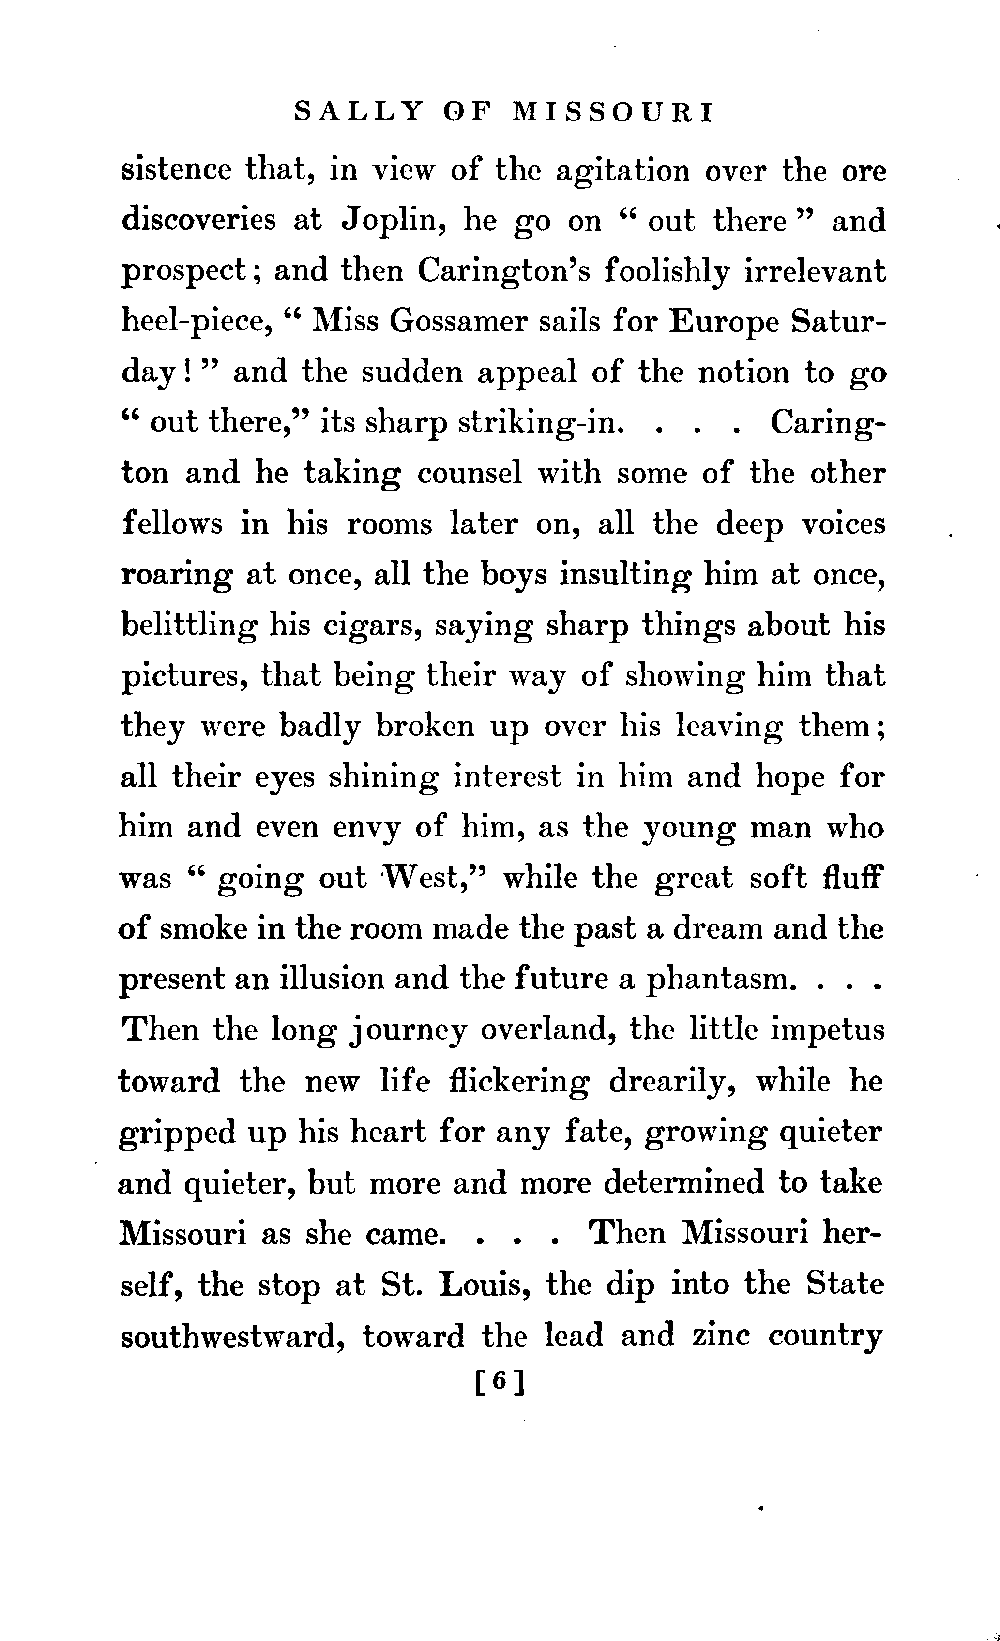 SALLY OF MISSOURI
sistence that, in view of the agitation over the ore
discoveries at Joplin, he go on “ out there ” and
prospect; and then Carington’s foolishly irrelevant
heel-piece, “ Miss Gossamer sails for Europe Satur-
day! ” and the sudden appeal of the notion to go
“ out there,” its sharp striking-in. . . . Caring-
ton and he taking counsel with some of the other
fellows in his rooms later on, all the deep voices
roaring at once, all the boys insulting him at once,
belittling his cigars, saying sharp things about his
pictures, that being their way of showing him that
they were badly broken up over his leaving them;
all their eyes shining interest in him and hope for
him and even envy of him, as the young man who
was “ going out West,” while the great soft fluff
of smoke in the room made the past a dream and the
present an illusion and the future a phantasm. . . .
Then the long journey overland, the little impetus
toward the new life flickering drearily, while he
gripped up his heart for any fate, growing quieter
and quieter, but more and more determined to take
Missouri as she came. . . . Then Missouri her-
self, the stop at St. Louis, the dip into the State
southwestward, toward the lead and zinc country
[6]